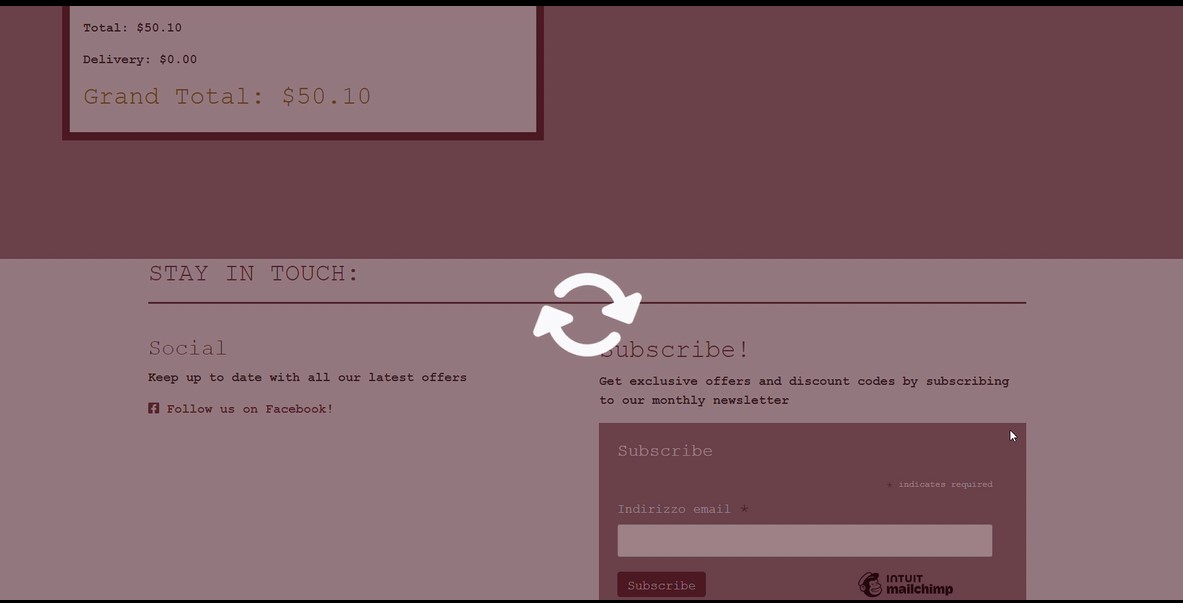 Total: $50.10
Delivery: $0.00
Grand Total: $50.10
STAY IN TOUCH:
Social
Keep up to date with all our latest offers
Follow us on Facebook!
Subscribe!
Get exclusive offers and discount codes by subscribing
to our monthly newsletter
Subscribe
* indicates required
Indirizzo email *
Subscribe
INTUIT
mailchimp